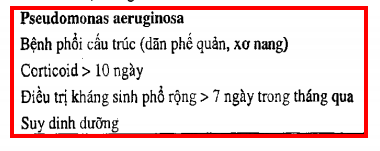 Pseudomonas aeruginosa
Bệnh phổi cấu trúc (dãn phế quản, xơ nang)
Corticoid > 10 ngày
Điều trị kháng sinh phổ rộng > 7 ngày trong tháng qua
Suy dinh dưỡng